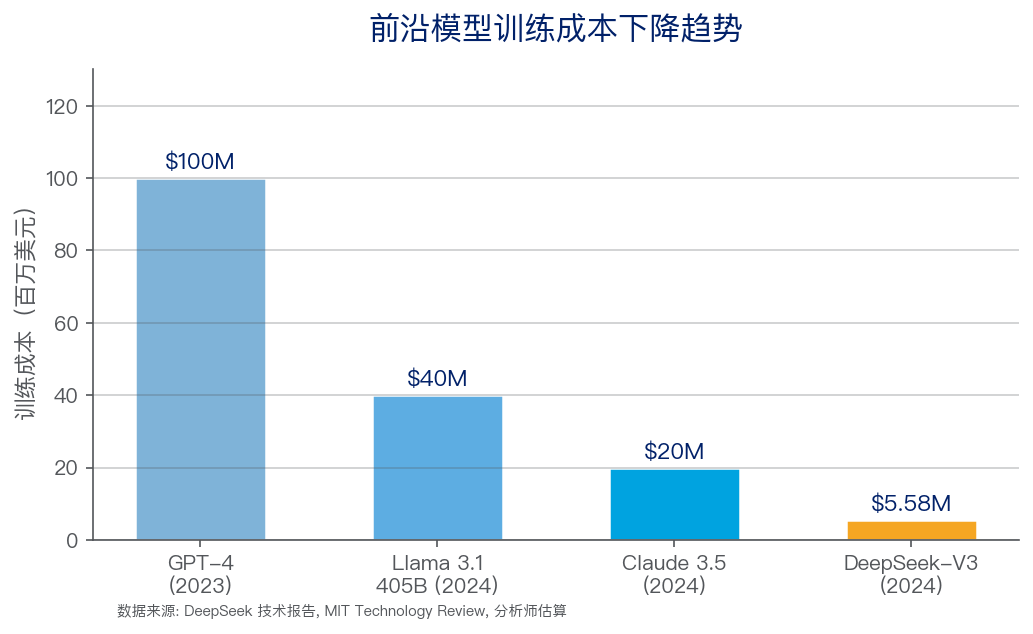 前沿模型训练成本下降趋势
训练成本（百万美元）
120
100
80
60
40
20
0
$100M
$40M
$20M
$5.58M
GPT-4
(2023)
Llama 3.1
405B (2024)
Claude 3.5
(2024)
DeepSeek-V3
(2024)
数据来源: DeepSeek 技术报告, MIT Technology Review, 分析师估算